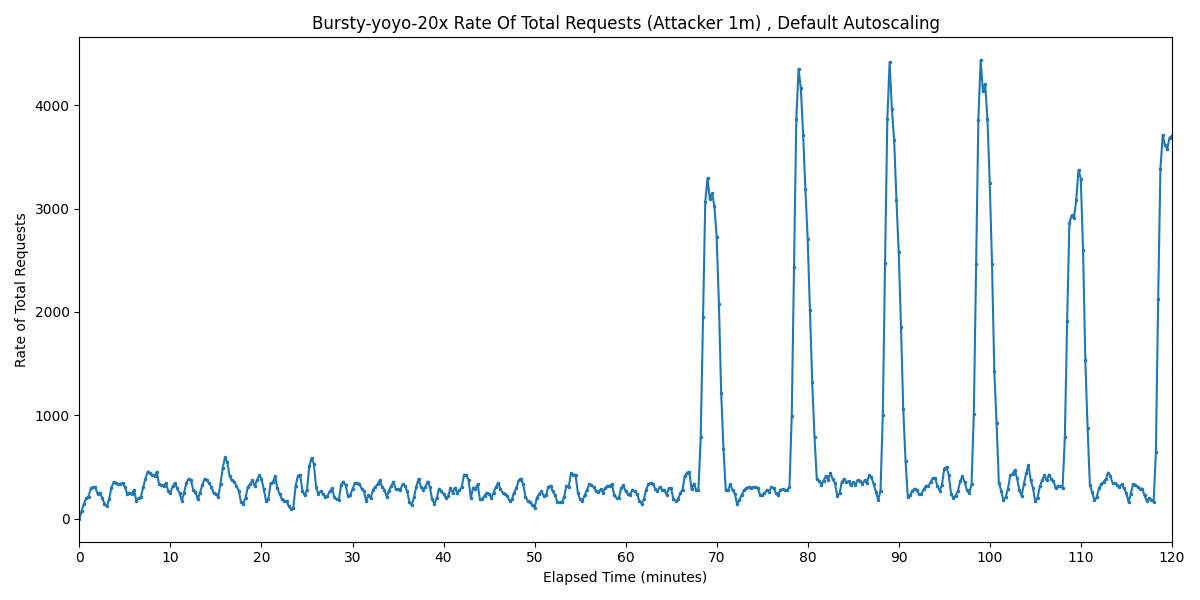 Bursty-yoyo-20x Rate Of Total Requests (Attacker 1m) , Default Autoscaling
Rate of Total Requests
4000
3000
2000
1000
0
0 10 20 30 40 50 60 70 80 90 100 110 120
Elapsed Time (minutes)